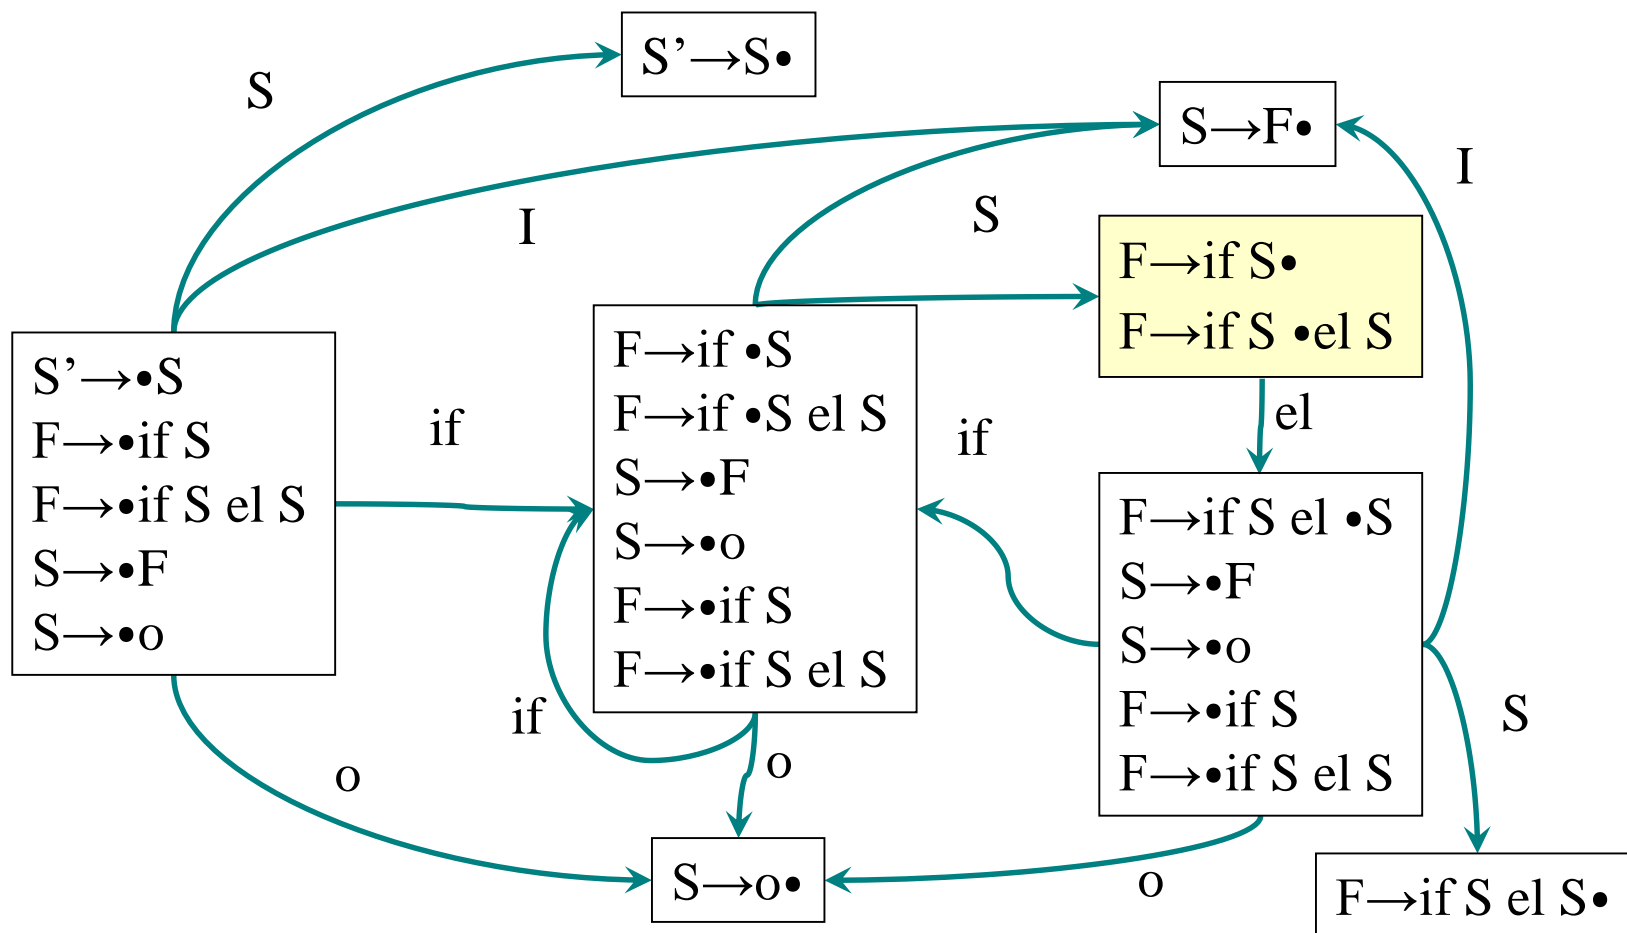 S
S’→S•
S→F•
I
I
S
F→if S•
F→if S •el S
S’→•S
F→•if S
F→•if S el S
S→•F
S→•o
if
F→if •S
F→if •S el S
S→•F
S→•o
F→•if S
F→•if S el S
if
el
F→if S el •S
S→•F
S→•o
F→•if S
F→•if S el S
if
o
o
S
S→o•
o
F→if S el S•